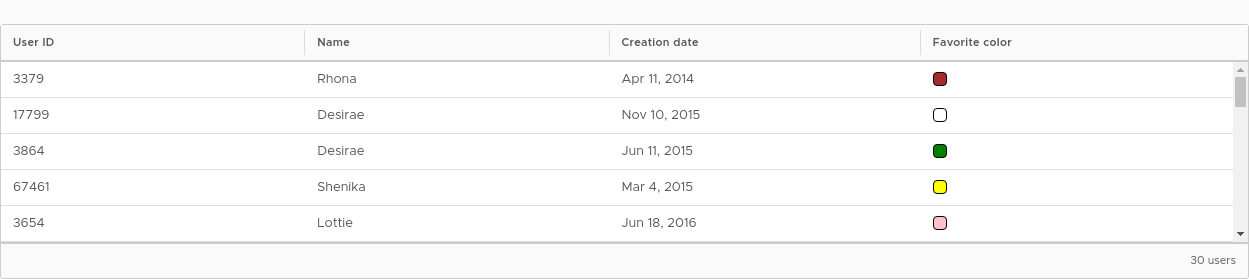 User ID Name Creation date Favorite color
3379 Rhona Apr 11, 2014
17799 Desirae Nov 10, 2015
3864 Desirae Jun 11, 2015
67461 Shenika Mar 4, 2015
3654 Lottie Jun 18, 2016
30 users